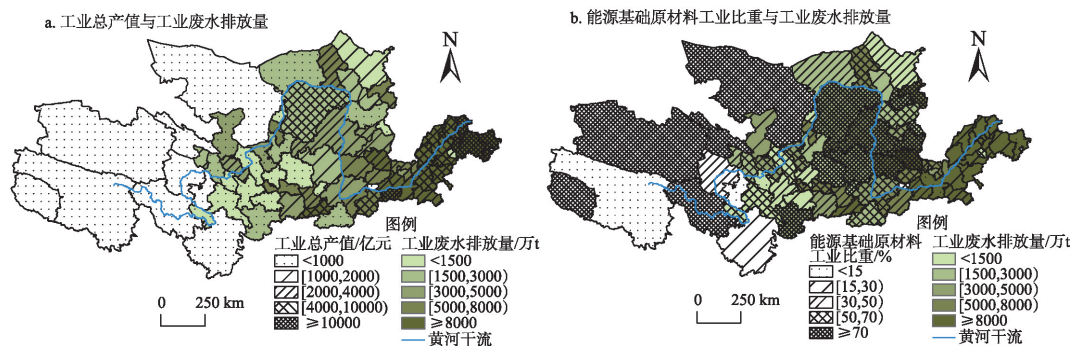 a. 工业总产值与工业废水排放量
N
图例
工业总产值/亿元 工业废水排放量/万t
<1000 <1500
[1000,2000) [1500,3000)
[2000,4000) [3000,5000)
[4000,10000) [5000,8000)
≥10000 ≥8000
黄河干流
0 250 km
b. 能源基础原材料工业比重与工业废水排放量
N
图例
能源基础原材料 工业废水排放量/万t
工业比重/%
<15 <1500
[15,30) [1500,3000)
[30,50) [3000,5000)
[50,70) [5000,8000)
≥70 ≥8000
黄河干流
0 250 km